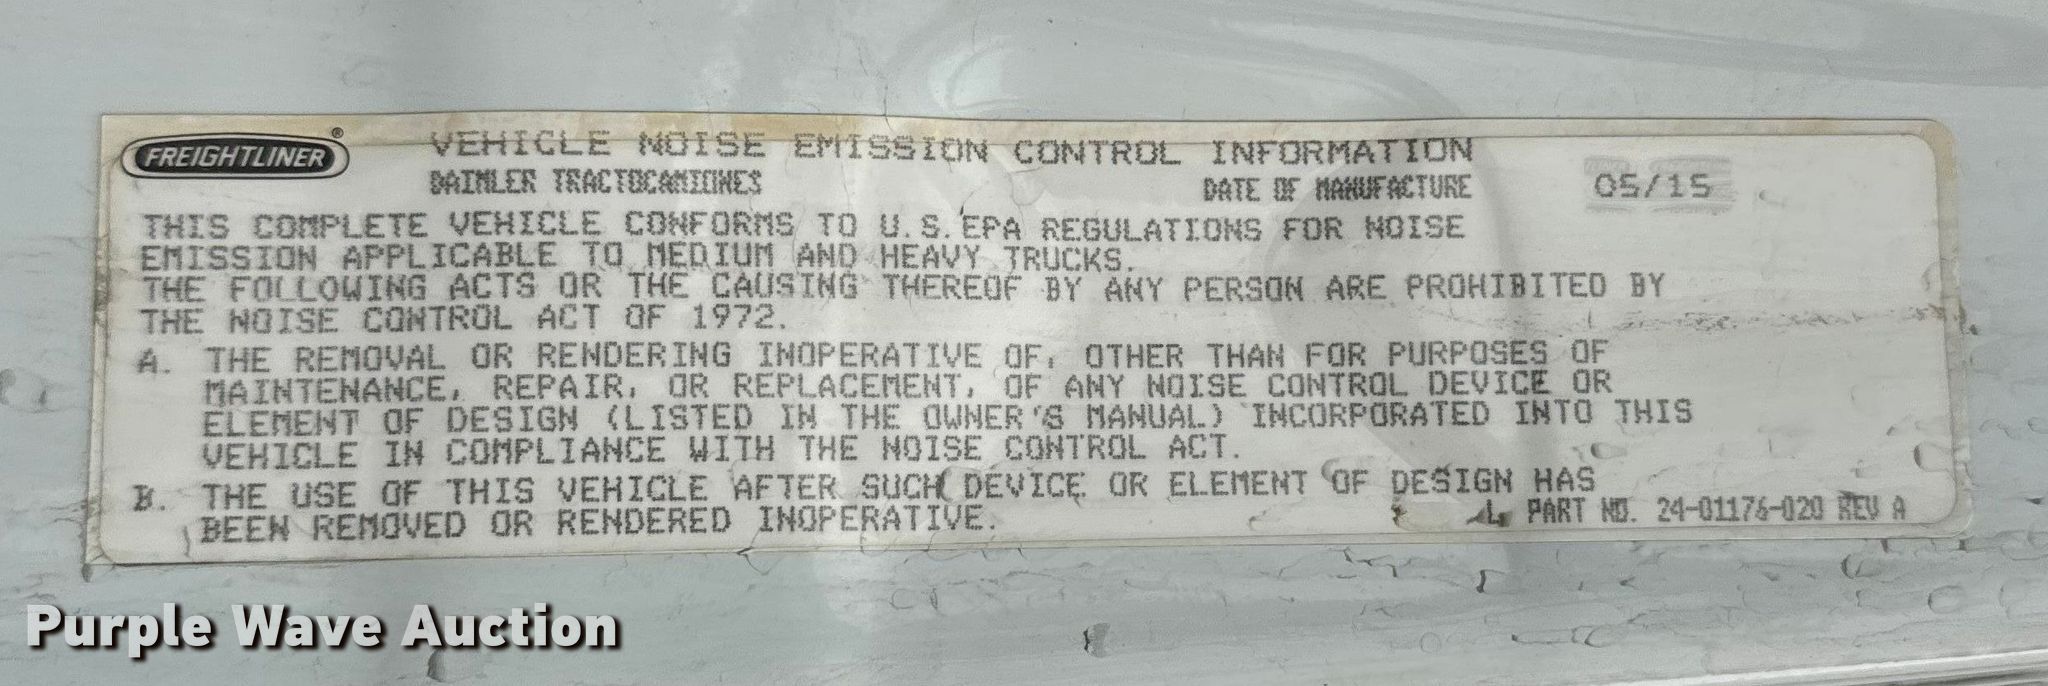 FREIGHTLINER®
VEHICLE NOISE EMISSION CONTROL INFORMATION
DAIMLER TRACTOCAMIONES DATE OF MANUFACTURE 05/15
THIS COMPLETE VEHICLE CONFORMS TO U.S. EPA REGULATIONS FOR NOISE
EMISSION APPLICABLE TO MEDIUM AND HEAVY TRUCKS.
THE FOLLOWING ACTS OR THE CAUSING THEREOF BY ANY PERSON ARE PROHIBITED BY
THE NOISE CONTROL ACT OF 1972.
A. THE REMOVAL OR RENDERING INOPERATIVE OF, OTHER THAN FOR PURPOSES OF
MAINTENANCE, REPAIR, OR REPLACEMENT, OF ANY NOISE CONTROL DEVICE OR
ELEMENT OF DESIGN (LISTED IN THE OWNER'S MANUAL) INCORPORATED INTO THIS
VEHICLE IN COMPLIANCE WITH THE NOISE CONTROL ACT.
B. THE USE OF THIS VEHICLE AFTER SUCH DEVICE OR ELEMENT OF DESIGN HAS
BEEN REMOVED OR RENDERED INOPERATIVE.
PART NO. 24-01176-020 REV A
Purple Wave Auction